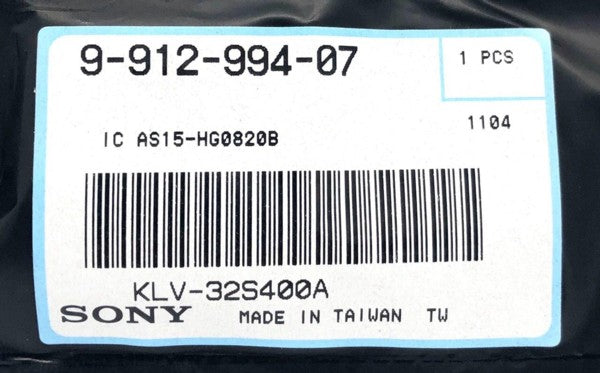 9-912-994-07
1 PCS
1104
IC AS15-HG0820B
KLV-32S400A
SONY MADE IN TAIWAN TW